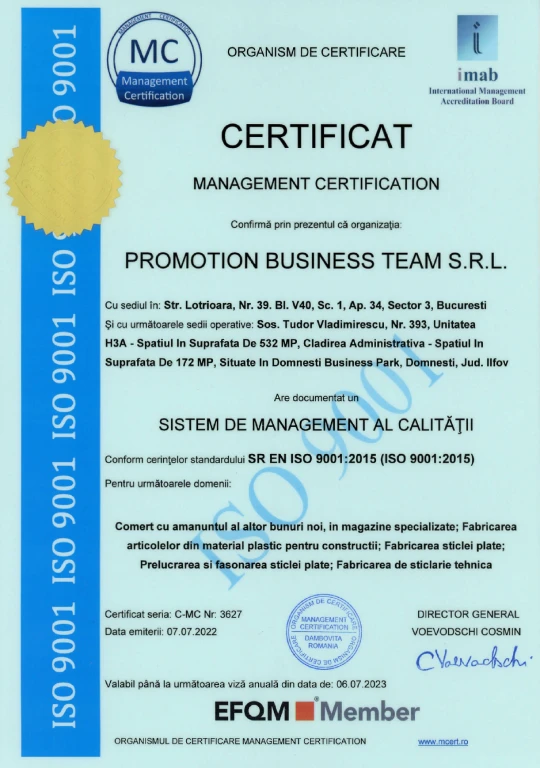 MANAGEMENT CERTIFICATION
MC
Management
Certification
ORGANISM DE CERTIFICARE
i
imab
International Management
Accreditation Board
ISO 9001
ISO 9001
ISO 9001
ISO 9001
ISO 9001
CERTIFICAT
MANAGEMENT CERTIFICATION
Confirmă prin prezentul că organizaţia:
PROMOTION BUSINESS TEAM S.R.L.
Cu sediul în: Str. Lotrioara, Nr. 39. Bl. V40, Sc. 1, Ap. 34, Sector 3, Bucuresti
Şi cu următoarele sedii operative: Sos. Tudor Vladimirescu, Nr. 393, Unitatea
H3A - Spatiul In Suprafata De 532 MP, Cladirea Administrativa - Spatiul In
Suprafata De 172 MP, Situate In Domnesti Business Park, Domnesti, Jud. Ilfov
Are documentat un
SISTEM DE MANAGEMENT AL CALITĂŢII
Conform cerinţelor standardului SR EN ISO 9001:2015 (ISO 9001:2015)
Pentru următoarele domenii:
ISO 9001
Comert cu amanuntul al altor bunuri noi, in magazine specializate; Fabricarea
articolelor din material plastic pentru constructii; Fabricarea sticlei plate;
Prelucrarea si fasonarea sticlei plate; Fabricarea de sticlarie tehnica
Certificat seria: C-MC Nr: 3627
Data emiterii: 07.07.2022
ORGANISM DE CERTIFICARE
MANAGEMENT
CERTIFICATION
DAMBOVITA
ROMANIA
ORGANISM DE CERTIFICARE
DIRECTOR GENERAL
VOEVODSCHI COSMIN
CVoevodschi
Valabil până la următoarea viză anuală din data de: 06.07.2023
EFQM Member
ORGANISMUL DE CERTIFICARE MANAGEMENT CERTIFICATION
www.mcert.ro